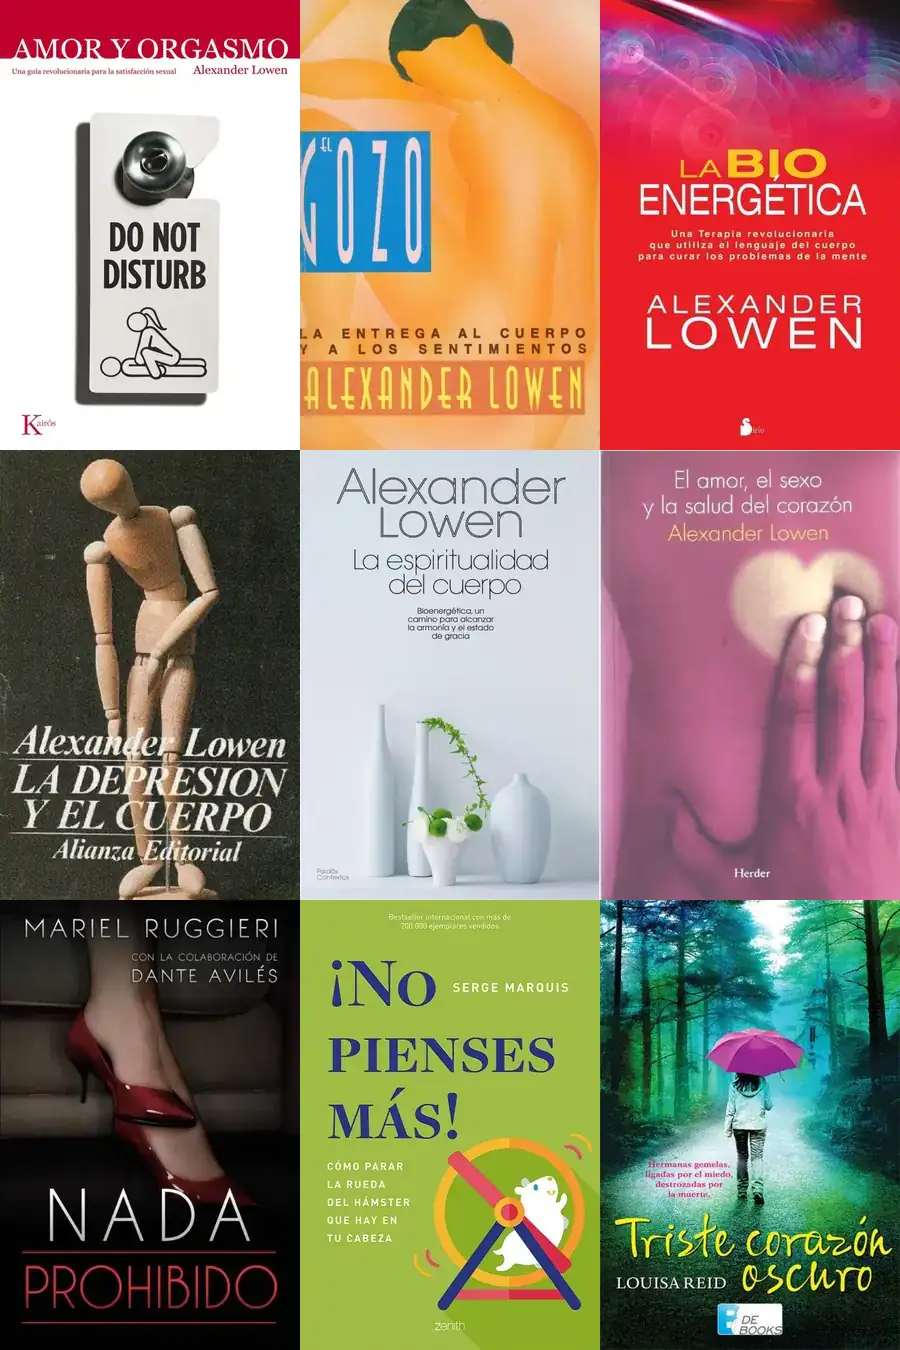 AMOR Y ORGASMO
Una guía revolucionaria para la satisfacción sexual
Alexander Lowen
DO NOT
DISTURB
Kairós
EL
GOZO
LA ENTREGA AL CUERPO
Y A LOS SENTIMIENTOS
ALEXANDER LOWEN
LA BIO
ENERGÉTICA
Una Terapia revolucionaria
que utiliza el lenguaje del cuerpo
para curar los problemas de la mente
ALEXANDER
LOWEN
Sirio
Alexander Lowen
LA DEPRESION
Y EL CUERPO
Alianza Editorial
Alexander
Lowen
La espiritualidad
del cuerpo
Bioenergética, un
camino para alcanzar
la armonía y el estado
de gracia
Paidós
Contextos
El amor, el sexo
y la salud del corazón
Alexander Lowen
Herder
MARIEL RUGGIERI
CON LA COLABORACIÓN DE
DANTE AVILÉS
NADA
PROHIBIDO
Bestseller internacional con más de
200 000 ejemplares vendidos
¡No
SERGE MARQUIS
PIENSES
MÁS!
CÓMO PARAR
LA RUEDA
DEL HÁMSTER
QUE HAY EN
TU CABEZA
zenith
Hermanas gemelas,
ligadas por el miedo,
destrozadas por
la muerte.
Triste corazón
oscuro
LOUISA REID
B DE
BOOKS